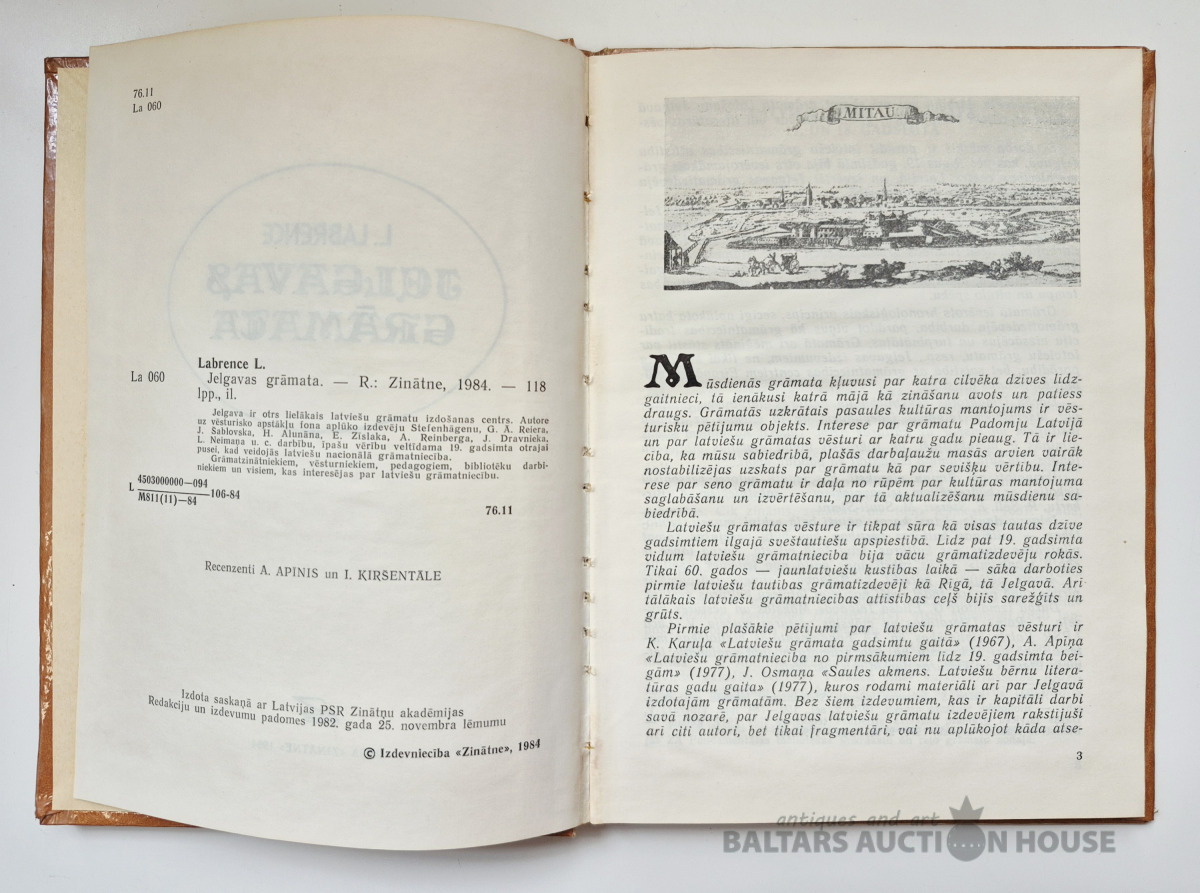 76.11
La 060
L. LABRENCE
JELGAVAS
GRĀMATA
Labrence L.
La 060 Jelgavas grāmata. — R.: Zinātne, 1984. — 118
lpp., il.
Jelgava ir otrs lielākais latviešu grāmatu izdošanas centrs. Autore
uz vēsturisko apstākļu fona aplūko izdevēju Stefenhāgenu, G. A. Reiera,
J. Šablovska, H. Alunāna, E. Zīslaka, A. Reinberga, J. Dravnieka,
L. Neimaņa u. c. darbību, īpašu vērību veltīdama 19. gadsimta otrajai
pusei, kad veidojās latviešu nacionālā grāmatniecība.
Grāmatzinātniekiem, vēsturniekiem, pedagogiem, bibliotēku darbi-
niekiem un visiem, kas interesējas par latviešu grāmatniecību.
L 4503000000—094
M811(11)—84 106-84
76.11
Recenzenti A. APINIS un I. KIRŠENTĀLE
Izdota saskaņā ar Latvijas PSR Zinātņu akadēmijas
Redakciju un izdevumu padomes 1982. gada 25. novembra lēmumu
© Izdevniecība «Zinātne», 1984
MITAU
Mūsdienās grāmata kļuvusi par katra cilvēka dzīves līdz-
gaitnieci, tā ienākusi katrā mājā kā zināšanu avots un patiess
draugs. Grāmatās uzkrātais pasaules kultūras mantojums ir vēs-
turisku pētījumu objekts. Interese par grāmatu Padomju Latvijā
un par latviešu grāmatas vēsturi ar katru gadu pieaug. Tā ir lie-
cība, ka mūsu sabiedrībā, plašās darbaļaužu masās arvien vairāk
nostabilizējas uzskats par grāmatu kā par sevišķu vērtību. Inte-
rese par seno grāmatu ir daļa no rūpēm par kultūras mantojuma
saglabāšanu un izvērtēšanu, par tā aktualizēšanu mūsdienu sa-
biedrībā.
Latviešu grāmatas vēsture ir tikpat sūra kā visas tautas dzīve
gadsimtiem ilgajā sveštautiešu apspiestībā. Līdz pat 19. gadsimta
vidum latviešu grāmatniecība bija vācu grāmatizdevēju rokās.
Tikai 60. gados — jaunlatviešu kustības laikā — sāka darboties
pirmie latviešu tautības grāmatizdevēji kā Rīgā, tā Jelgavā. Arī
tālākais latviešu grāmatniecības attīstības ceļš bijis sarežģīts un
grūts.
Pirmie plašākie pētījumi par latviešu grāmatas vēsturi ir
K. Karuļa «Latviešu grāmata gadsimtu gaitā» (1967), A. Apiņa
«Latviešu grāmatniecība no pirmsākumiem līdz 19. gadsimta bei-
gām» (1977), J. Osmaņa «Saules akmens. Latviešu bērnu litera-
tūras gadu gaita» (1977), kuros rodami materiāli arī par Jelgavā
izdotajām grāmatām. Bez šiem izdevumiem, kas ir kapitāli darbi
savā nozarē, par Jelgavas latviešu grāmatu izdevējiem rakstījuši
arī citi autori, bet tikai fragmentāri, vai nu aplūkojot kāda atse-
3
antiques and art
BALTARS AUCTION HOUSE